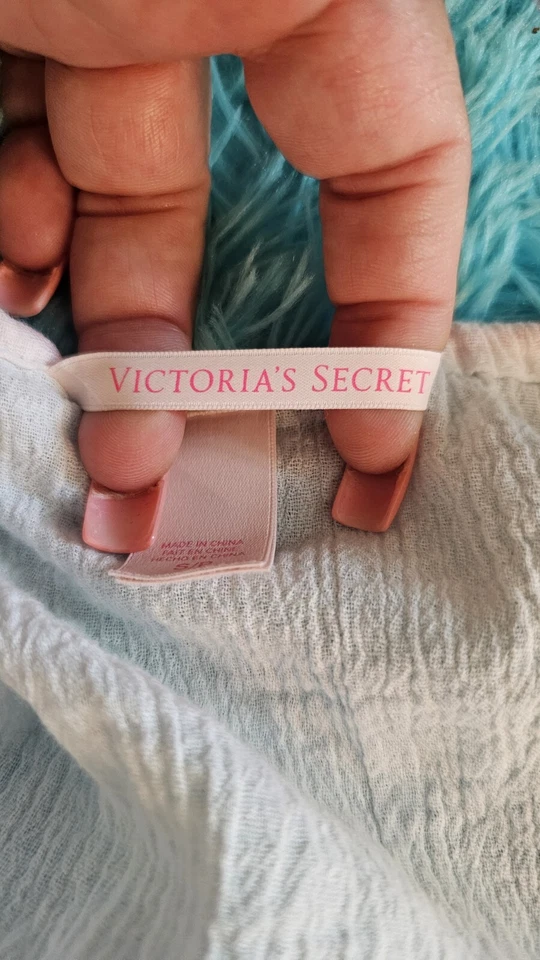 VICTORIA'S SECRET
MADE IN CHINA
FAIT EN CHINE
HECHO EN CHINA
S/P